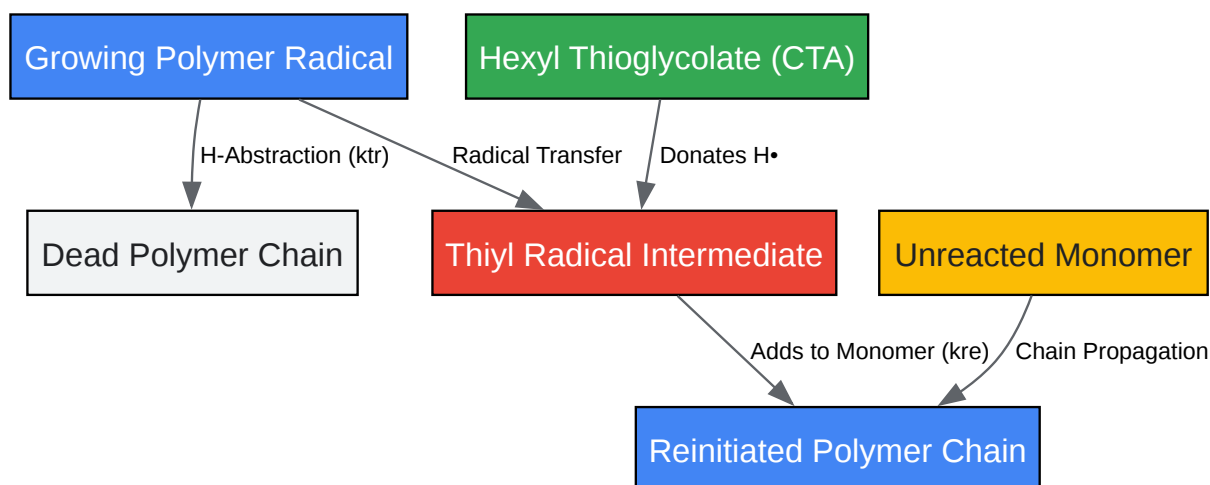 Growing Polymer Radical
Hexyl Thioglycolate (CTA)
H-Abstraction (ktr)
Radical Transfer
Donates H•
Dead Polymer Chain
Thiyl Radical Intermediate
Unreacted Monomer
Adds to Monomer (kre)
Chain Propagation
Reinitiated Polymer Chain